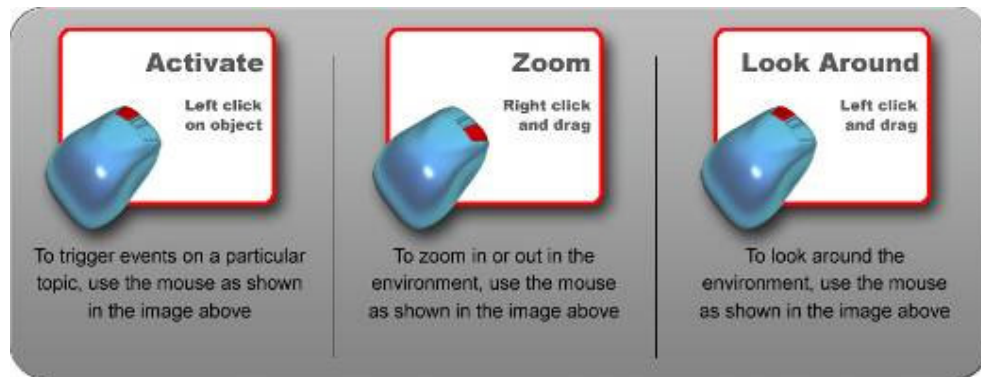 Activate
Left click
on object
To trigger events on a particular
topic, use the mouse as shown
in the image above
Zoom
Right click
and drag
To zoom in or out in the
environment, use the mouse
as shown in the image above
Look Around
Left click
and drag
To look around the
environment, use the mouse
as shown in the image above